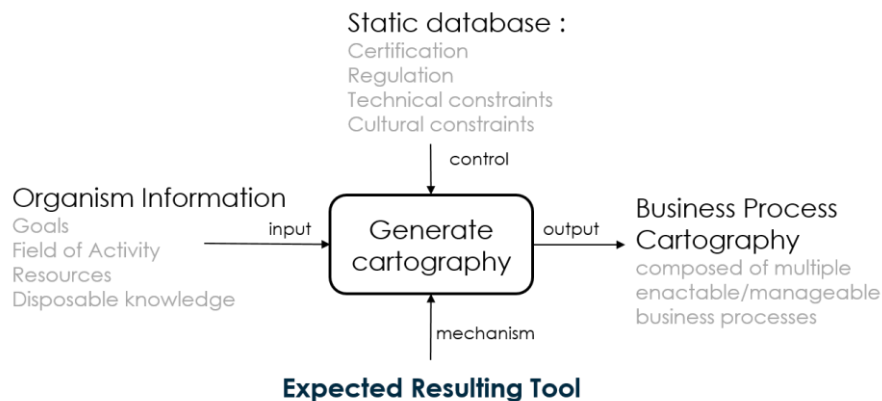 Static database :
Certification
Regulation
Technical constraints
Cultural constraints
control
Organism Information
Goals
Field of Activity
Resources
Disposable knowledge
input
Generate
cartography
output
Business Process
Cartography
composed of multiple
enactable/manageable
business processes
mechanism
Expected Resulting Tool